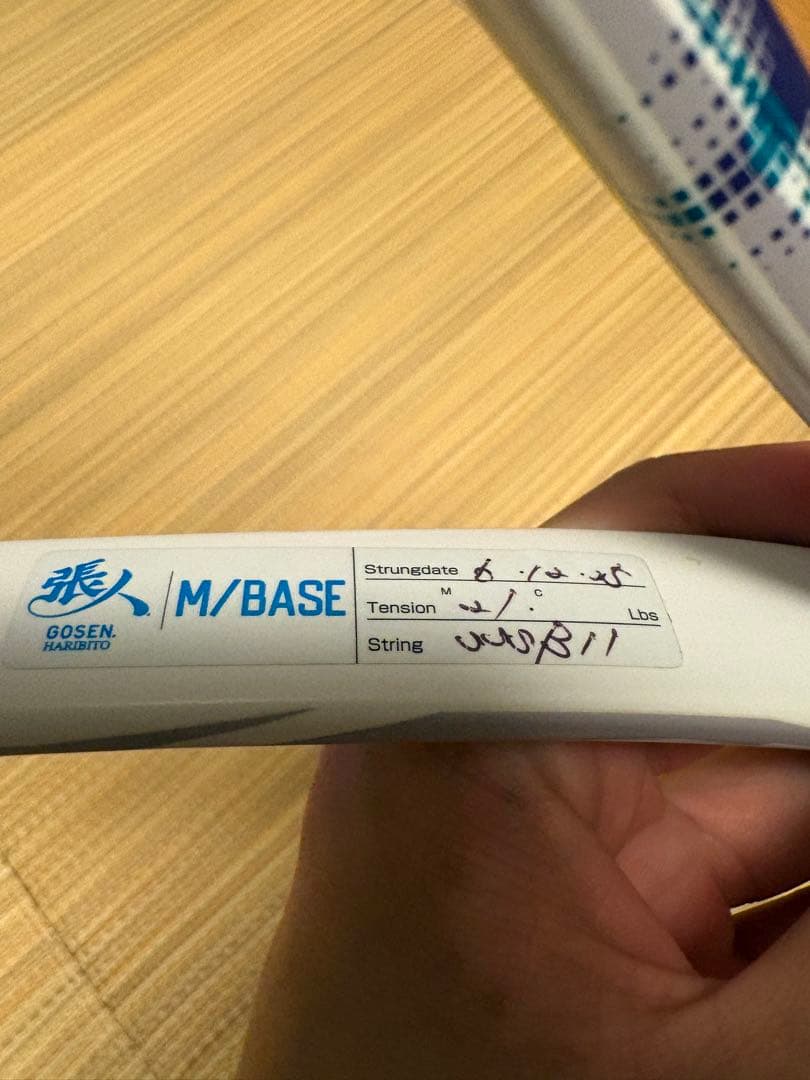 張人
GOSEN.
HARIBITO
M/BASE
Strungdate 6.12.25
Tension M 21. C Lbs
String